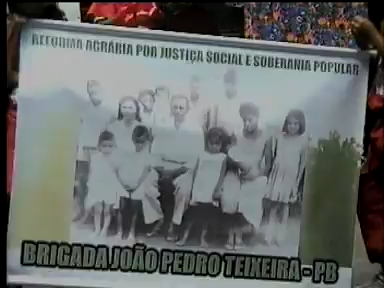 REFORMA AGRÁRIA POR JUSTIÇA SOCIAL E SOBERANIA POPULAR
BRIGADA JOÃO PEDRO TEIXEIRA - PB